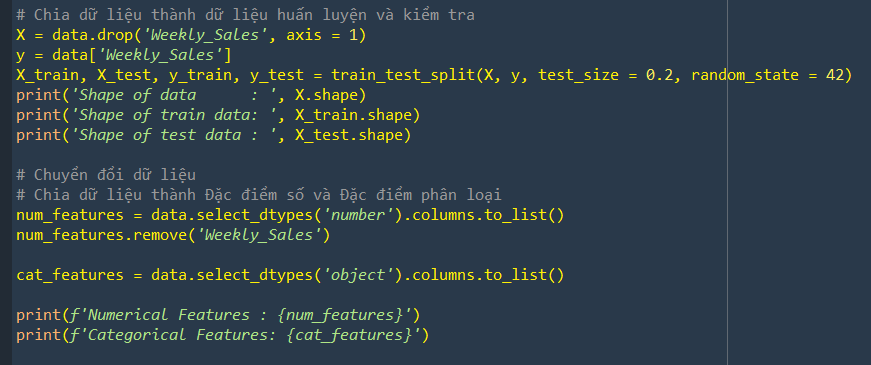 # Chia dữ liệu thành dữ liệu huấn luyện và kiểm tra
X = data.drop('Weekly_Sales', axis = 1)
y = data['Weekly_Sales']
X_train, X_test, y_train, y_test = train_test_split(X, y, test_size = 0.2, random_state = 42)
print('Shape of data      : ', X.shape)
print('Shape of train data: ', X_train.shape)
print('Shape of test data : ', X_test.shape)
# Chuyển đổi dữ liệu
# Chia dữ liệu thành Đặc điểm số và Đặc điểm phân loại
num_features = data.select_dtypes('number').columns.to_list()
num_features.remove('Weekly_Sales')
cat_features = data.select_dtypes('object').columns.to_list()
print(f'Numerical Features : {num_features}')
print(f'Categorical Features: {cat_features}')